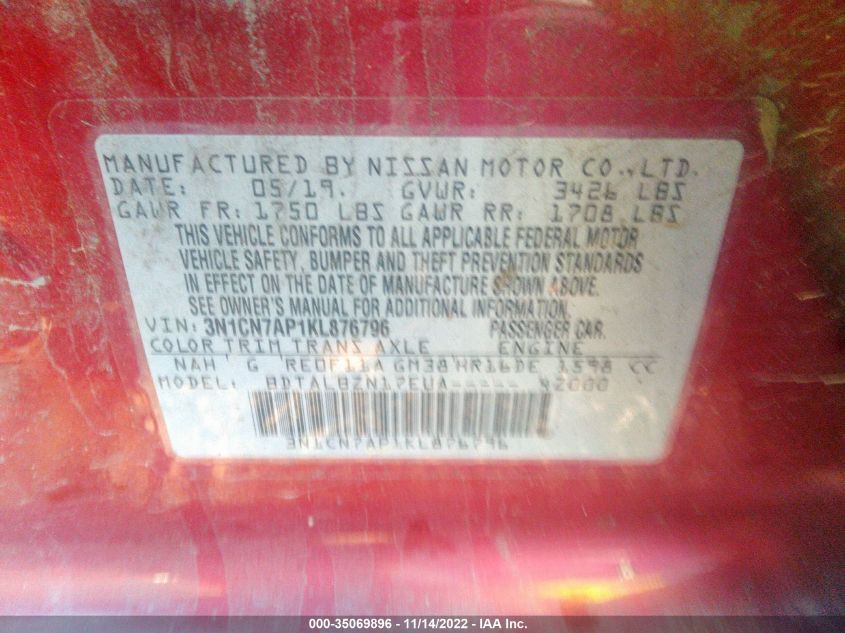 MANUFACTURED BY NISSAN MOTOR CO.,LTD.
DATE: 05/19. GVWR: 3426 LBS
GAWR FR: 1750 LBS GAWR RR: 1708 LBS
THIS VEHICLE CONFORMS TO ALL APPLICABLE FEDERAL MOTOR
VEHICLE SAFETY, BUMPER AND THEFT PREVENTION STANDARDS
IN EFFECT ON THE DATE OF MANUFACTURE SHOWN ABOVE.
SEE OWNER'S MANUAL FOR ADDITIONAL INFORMATION.
VIN: 3N1CN7AP1KL876796 PASSENGER CAR.
COLOR TRIM TRANS AXLE ENGINE
NAH G RE0F11A GM38 HR16DE 1598 CC
MODEL: BDTALBZN17EUA-----
3N1CN7AP1KL876796
000-35069896 - 11/14/2022 - IAA Inc.